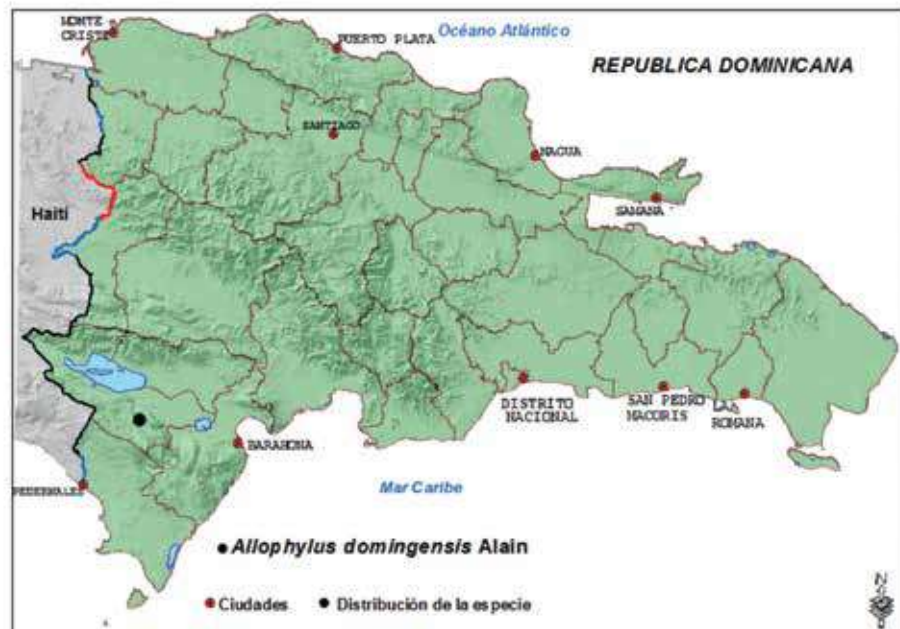 MONTE
CRISTI
PUERTO PLATA
Océano Atlántico
REPUBLICA DOMINICANA
SANTIAGO
NAGUA
SAMANA
Haití
DISTRITO
NACIONAL
SAN PEDRO
MACORIS
LA
ROMANA
BARAHONA
PEDERNALES
Mar Caribe
Allophylus domingensis Alain
Ciudades
Distribución de la especie
N